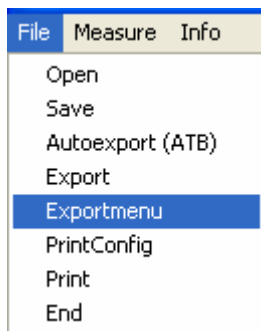 File Measure Info
Open
Save
Autoexport (ATB)
Export
Exportmenu
PrintConfig
Print
End